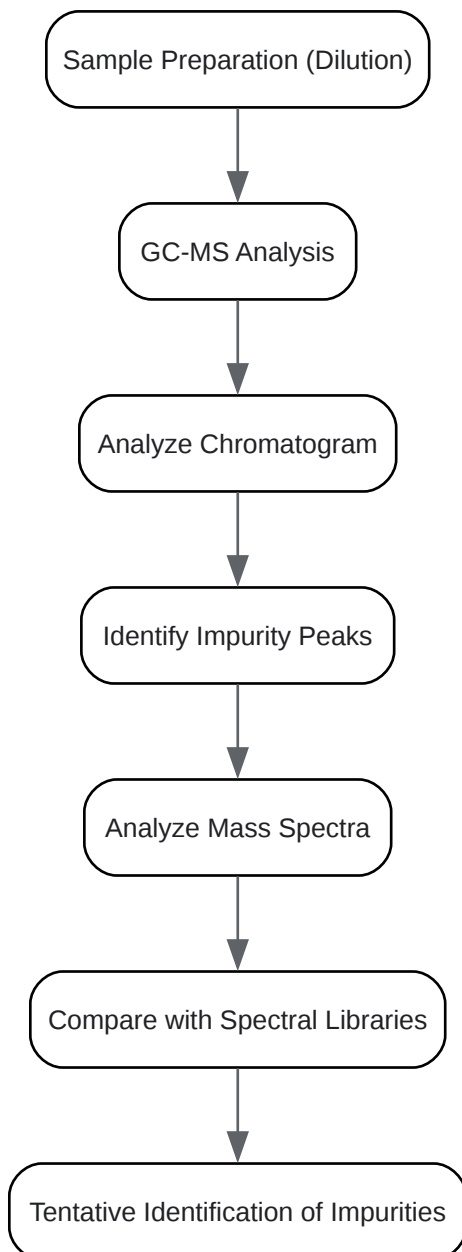 Sample Preparation (Dilution)
GC-MS Analysis
Analyze Chromatogram
Identify Impurity Peaks
Analyze Mass Spectra
Compare with Spectral Libraries
Tentative Identification of Impurities